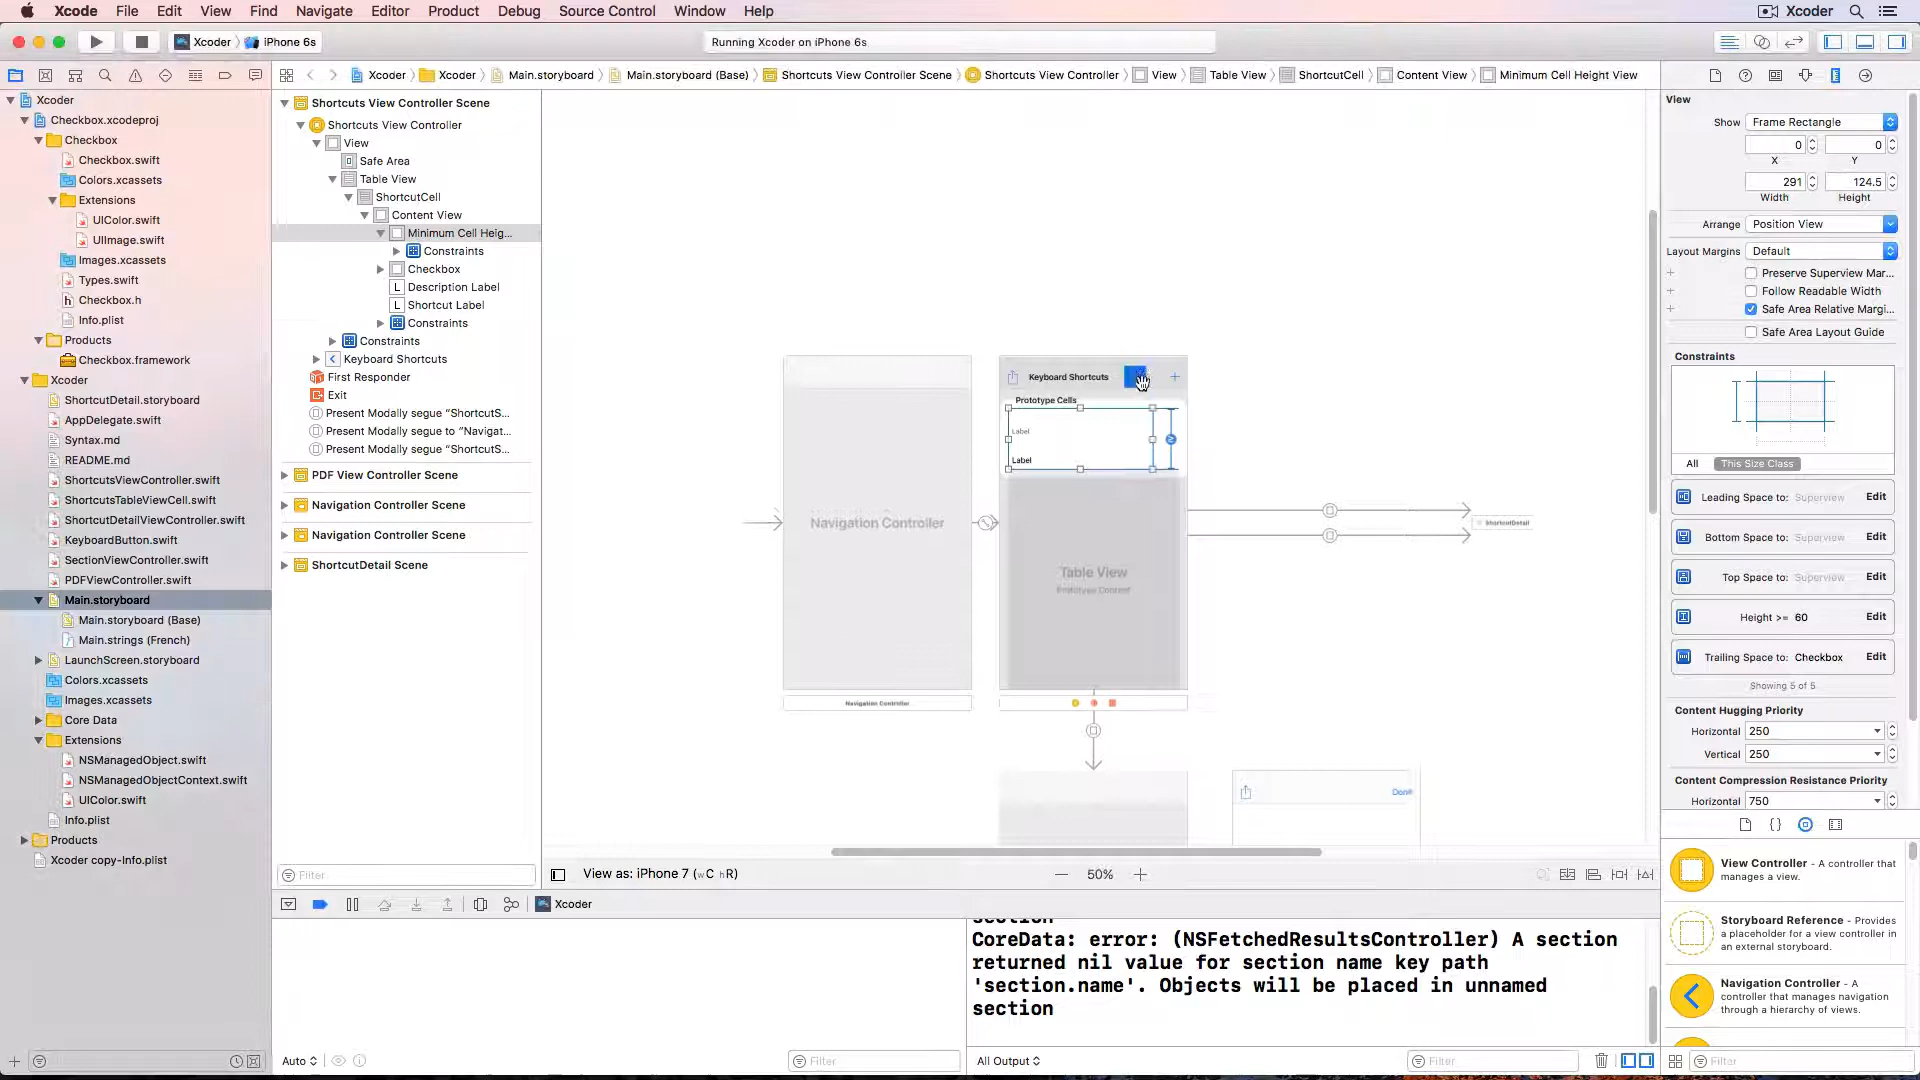 Xcode File Edit View Find Navigate Editor Product Debug Source Control Window Help Xcoder
Xcoder iPhone 6s Running Xcoder on iPhone 6s
Xcoder Xcoder Main.storyboard Main.storyboard (Base) Shortcuts View Controller Scene Shortcuts View Controller View Table View ShortcutCell Content View Minimum Cell Height View
Xcoder
Checkbox.xcodeproj
Checkbox
Checkbox.swift
Colors.xcassets
Extensions
UIColor.swift
UIImage.swift
Images.xcassets
Types.swift
Checkbox.h
Info.plist
Products
Checkbox.framework
Xcoder
ShortcutDetail.storyboard
AppDelegate.swift
Syntax.md
README.md
ShortcutsViewController.swift
ShortcutsTableViewCell.swift
ShortcutDetailViewController.swift
KeyboardButton.swift
SectionViewController.swift
PDFViewController.swift
Main.storyboard
Main.storyboard (Base)
Main.strings (French)
LaunchScreen.storyboard
Colors.xcassets
Images.xcassets
Core Data
Extensions
NSManagedObject.swift
NSManagedObjectContext.swift
UIColor.swift
Info.plist
Products
Xcoder copy-Info.plist
Shortcuts View Controller Scene
Shortcuts View Controller
View
Safe Area
Table View
ShortcutCell
Content View
Minimum Cell Heig...
Constraints
Checkbox
L Description Label
L Shortcut Label
Constraints
Constraints
Keyboard Shortcuts
First Responder
Exit
Present Modally segue "ShortcutS...
Present Modally segue to "Navigat...
Present Modally segue "ShortcutS...
PDF View Controller Scene
Navigation Controller Scene
Navigation Controller Scene
ShortcutDetail Scene
Filter
Navigation Controller
Navigation Controller
Keyboard Shortcuts
Prototype Cells
Label
Label
Table View
Prototype Content
ShortcutDetail
Done
View as: iPhone 7 (wC hR)
50%
Xcoder
section
CoreData: error: (NSFetchedResultsController) A section
returned nil value for section name key path
'section.name'. Objects will be placed in unnamed
section
Auto
Filter
All Output
Filter
View
Show Frame Rectangle
0 0
X Y
291 124.5
Width Height
Arrange Position View
Layout Margins Default
Preserve Superview Mar...
Follow Readable Width
Safe Area Relative Margi...
Safe Area Layout Guide
Constraints
All This Size Class
Leading Space to: Superview Edit
Bottom Space to: Superview Edit
Top Space to: Superview Edit
Height >= 60 Edit
Trailing Space to: Checkbox Edit
Showing 5 of 5
Content Hugging Priority
Horizontal 250
Vertical 250
Content Compression Resistance Priority
Horizontal 750
View Controller - A controller that
manages a view.
Storyboard Reference - Provides
a placeholder for a view controller in
an external storyboard.
Navigation Controller - A
controller that manages navigation
through a hierarchy of views.
Filter